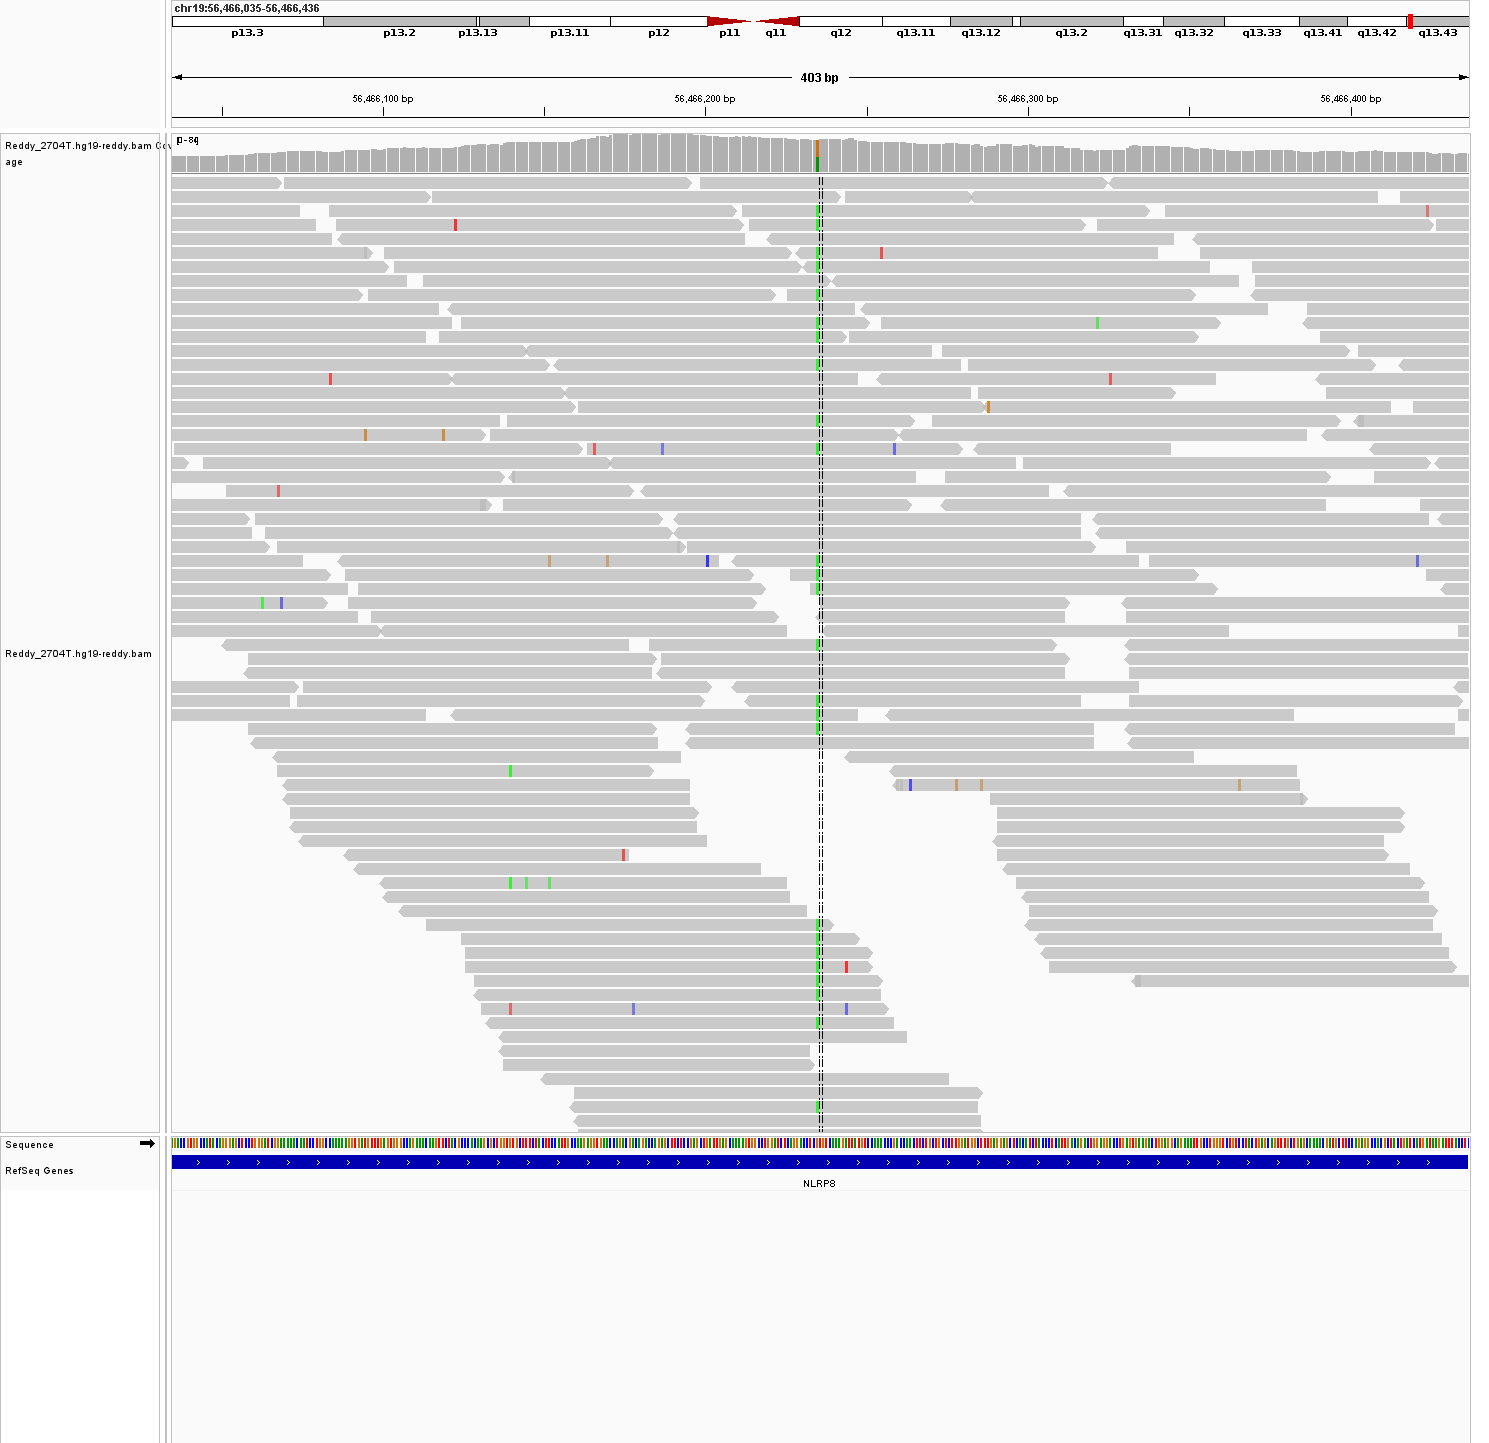 chr19:56,466,035-56,466,436
p13.3 p13.2 p13.13 p13.11 p12 p11 q11 q12 q13.11 q13.12 q13.2 q13.31 q13.32 q13.33 q13.41 q13.42 q13.43
403 bp
56,466,100 bp 56,466,200 bp 56,466,300 bp 56,466,400 bp
Reddy_2704T.hg19-reddy.bam Cov
age
Reddy_2704T.hg19-reddy.bam
Sequence
RefSeq Genes
NLRP8